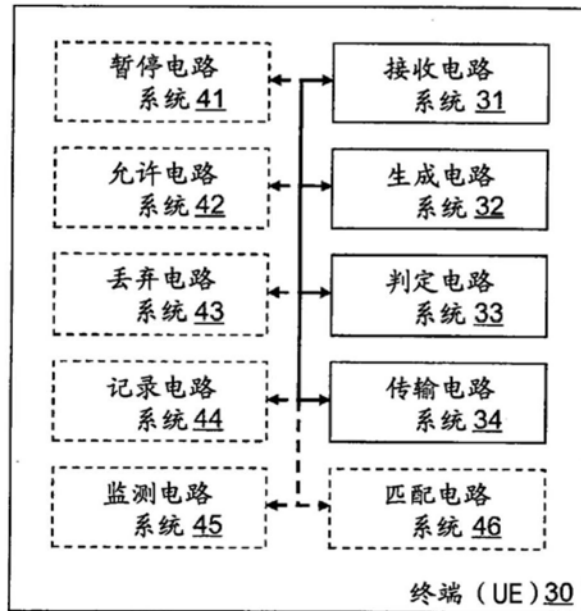 暂停电路
系统 41
接收电路
系统 31
允许电路
系统 42
生成电路
系统 32
丢弃电路
系统 43
判定电路
系统 33
记录电路
系统 44
传输电路
系统 34
监测电路
系统 45
匹配电路
系统 46
终端 (UE) 30